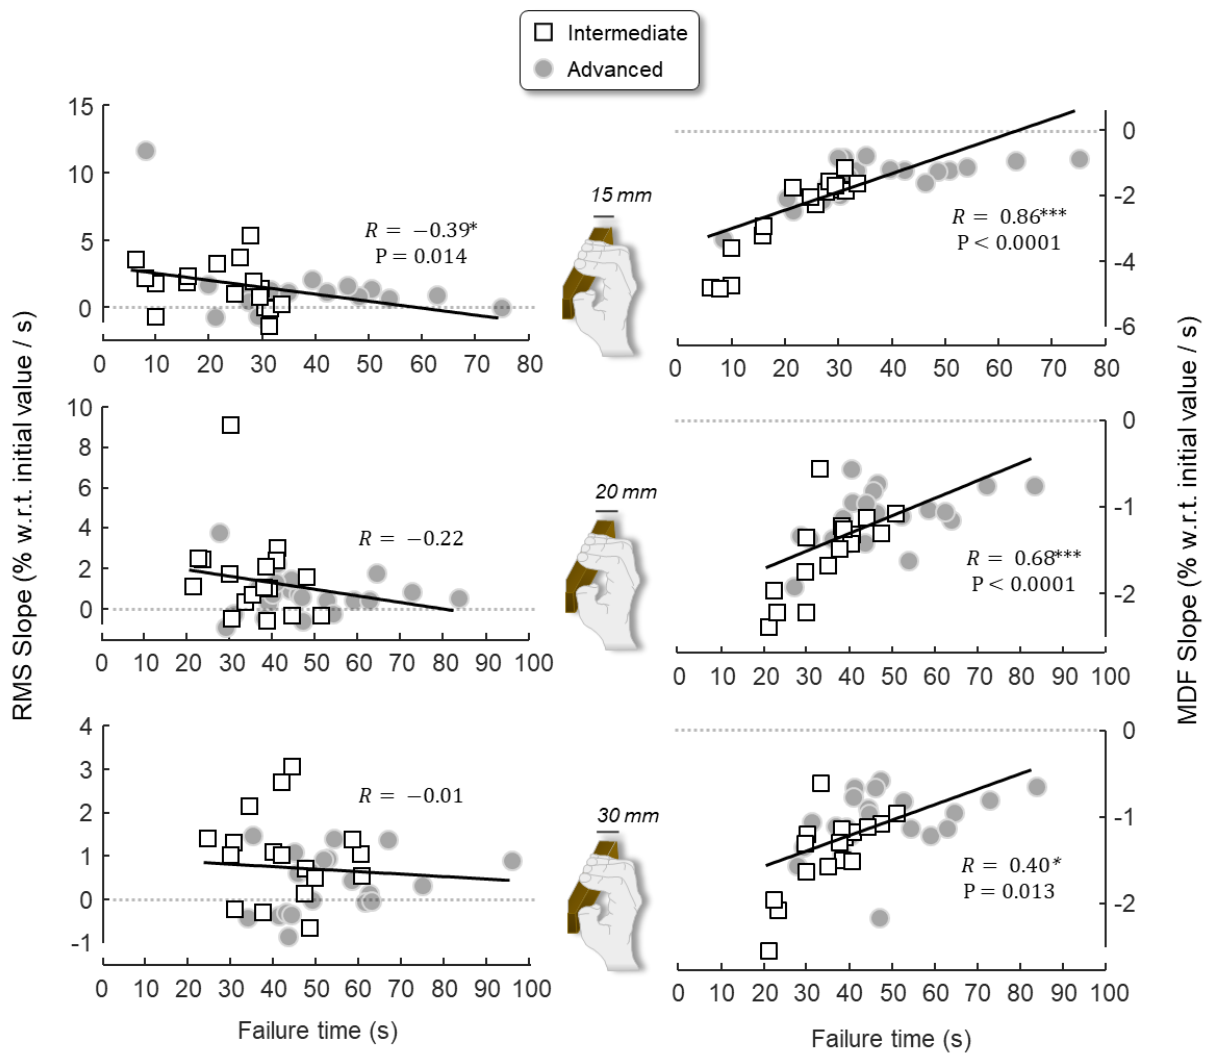 Intermediate
Advanced
15
10
5
0
R = −0.39*
P = 0.014
0 10 20 30 40 50 60 70 80
15 mm
0
-2
-4
-6
R = 0.86***
P < 0.0001
0 10 20 30 40 50 60 70 80
10
8
6
4
2
0
R = −0.22
0 10 20 30 40 50 60 70 80 90 100
20 mm
0
-1
-2
R = 0.68***
P < 0.0001
0 10 20 30 40 50 60 70 80 90 100
4
3
2
1
0
-1
R = −0.01
0 10 20 30 40 50 60 70 80 90 100
30 mm
0
-1
-2
R = 0.40*
P = 0.013
0 10 20 30 40 50 60 70 80 90 100
RMS Slope (% w.r.t. initial value / s)
MDF Slope (% w.r.t. initial value / s)
Failure time (s)
Failure time (s)